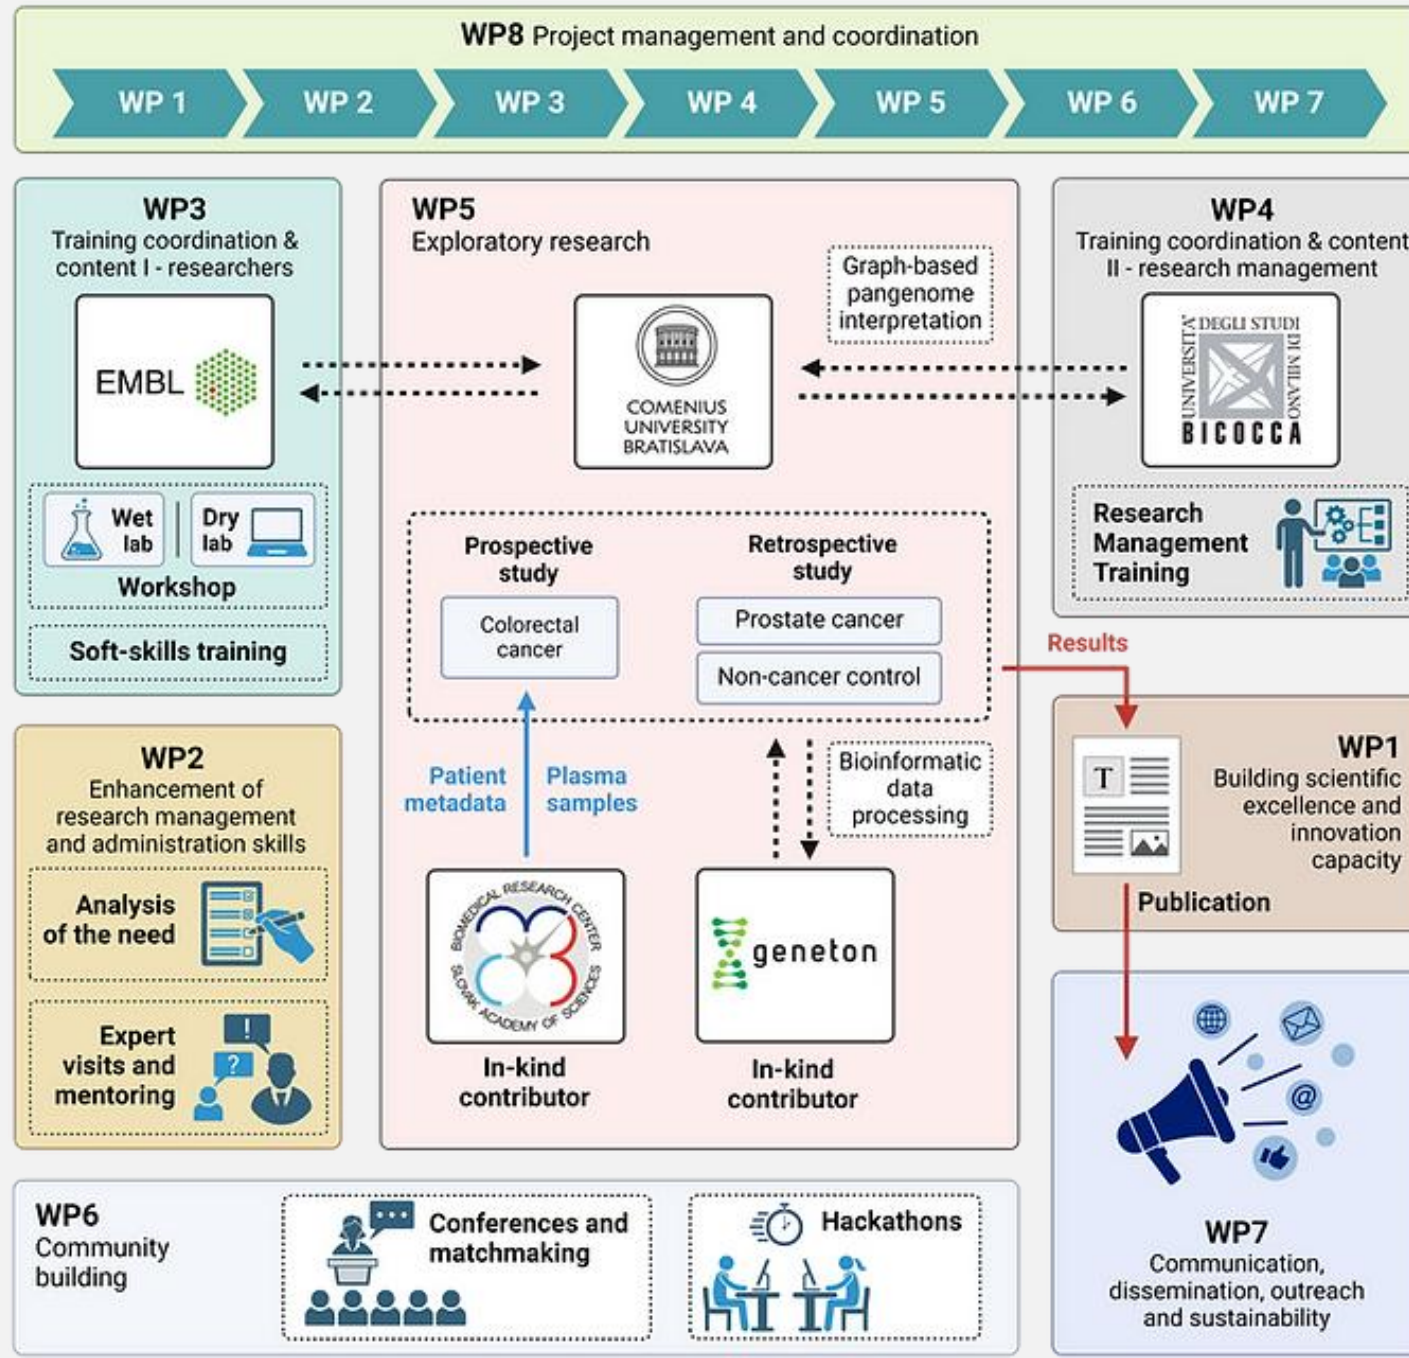 WP8 Project management and coordination
WP 1
WP 2
WP 3
WP 4
WP 5
WP 6
WP 7
WP3
Training coordination &
content I - researchers
EMBL
Wet
lab
Dry
lab
Workshop
Soft-skills training
WP2
Enhancement of
research management
and administration skills
Analysis
of the need
Expert
visits and
mentoring
!
?
WP5
Exploratory research
Graph-based
pangenome
interpretation
COMENIUS
UNIVERSITY
BRATISLAVA
Prospective
study
Colorectal
cancer
Retrospective
study
Prostate cancer
Non-cancer control
Patient
metadata
Plasma
samples
Bioinformatic
data
processing
BIOMEDICAL RESEARCH CENTER
SLOVAK ACADEMY OF SCIENCES
In-kind
contributor
geneton
In-kind
contributor
WP4
Training coordination & content
II - research management
UNIVERSITA'
DEGLI STUDI
DI MILANO
BICOCCA
Research
Management
Training
Results
T
WP1
Building scientific
excellence and
innovation
capacity
Publication
@
WP7
Communication,
dissemination, outreach
and sustainability
WP6
Community
building
Conferences and
matchmaking
Hackathons